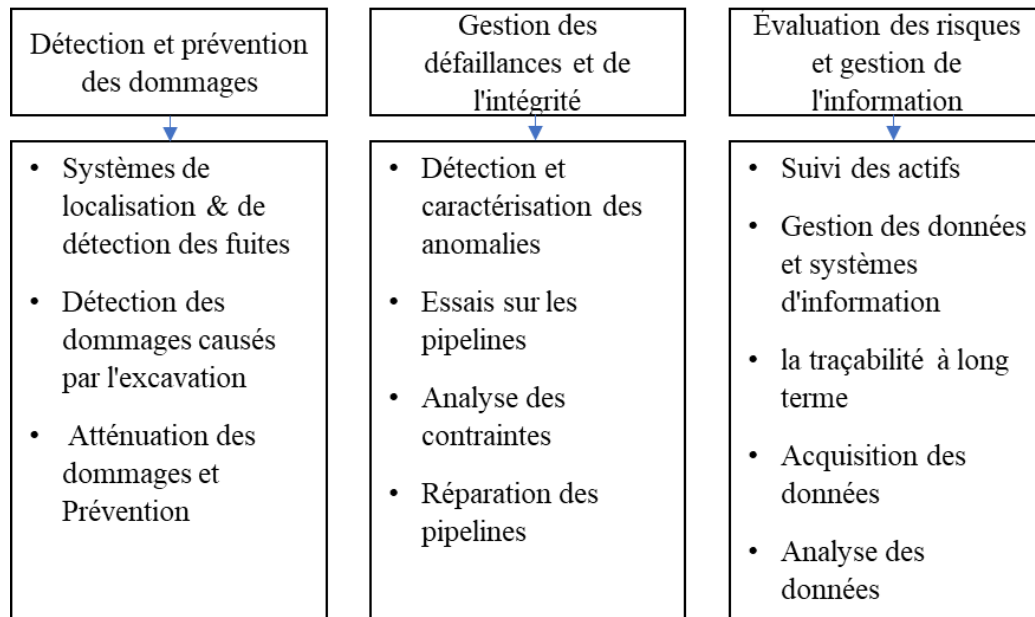 Détection et prévention
des dommages
Gestion des
défaillances et de
l'intégrité
Évaluation des risques
et gestion de
l'information
• Systèmes de
localisation & de
détection des fuites
• Détection des
dommages causés
par l'excavation
• Atténuation des
dommages et
Prévention
• Détection et
caractérisation des
anomalies
• Essais sur les
pipelines
• Analyse des
contraintes
• Réparation des
pipelines
• Suivi des actifs
• Gestion des données
et systèmes
d'information
• la traçabilité à long
terme
• Acquisition des
données
• Analyse des
données